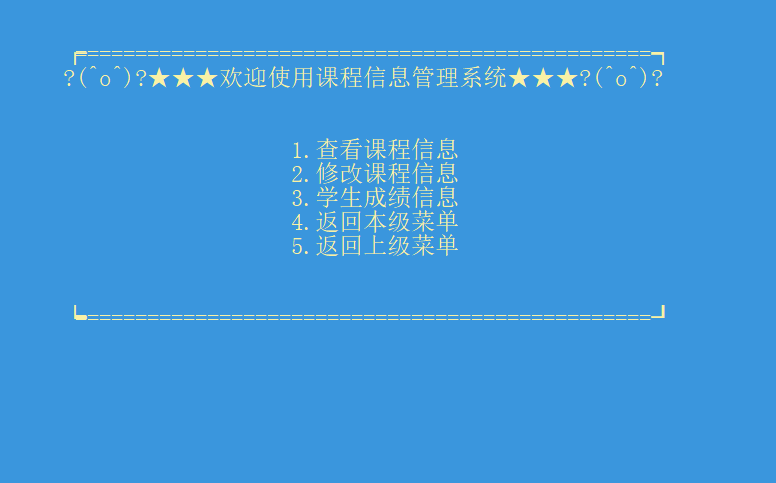 ┏===============================================┓
?(^o^)?★★★欢迎使用课程信息管理系统★★★?(^o^)?
1.查看课程信息
2.修改课程信息
3.学生成绩信息
4.返回本级菜单
5.返回上级菜单
┗===============================================┛